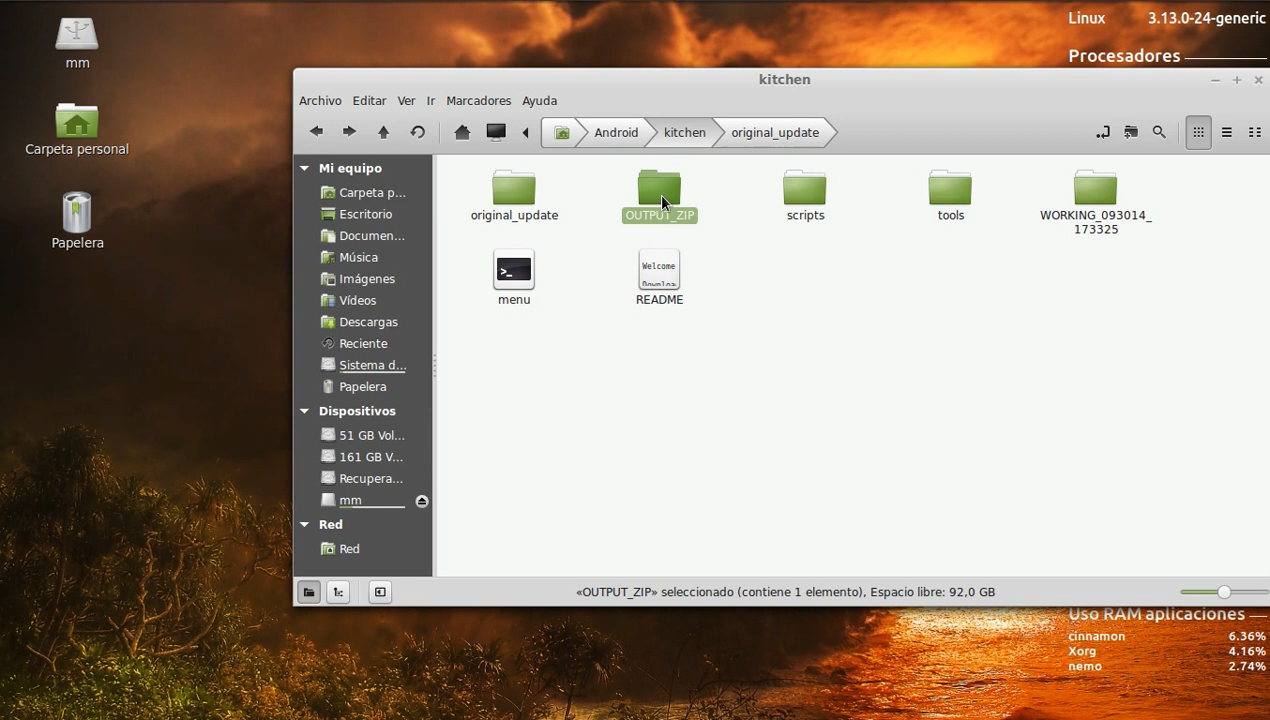 mm
Carpeta personal
Papelera
Linux 3.13.0-24-generic
Procesadores
kitchen
Archivo Editar Ver Ir Marcadores Ayuda
Android kitchen original_update
Mi equipo
Carpeta p...
Escritorio
Documen...
Música
Imágenes
Vídeos
Descargas
Reciente
Sistema d...
Papelera
Dispositivos
51 GB Vol...
161 GB V...
Recupera...
mm
Red
Red
original_update
OUTPUT_ZIP
scripts
tools
WORKING_093014_
173325
>_
menu
Welcome
Downloa
README
«OUTPUT_ZIP» seleccionado (contiene 1 elemento), Espacio libre: 92,0 GB
Uso RAM aplicaciones
cinnamon 6.36%
Xorg 4.16%
nemo 2.74%